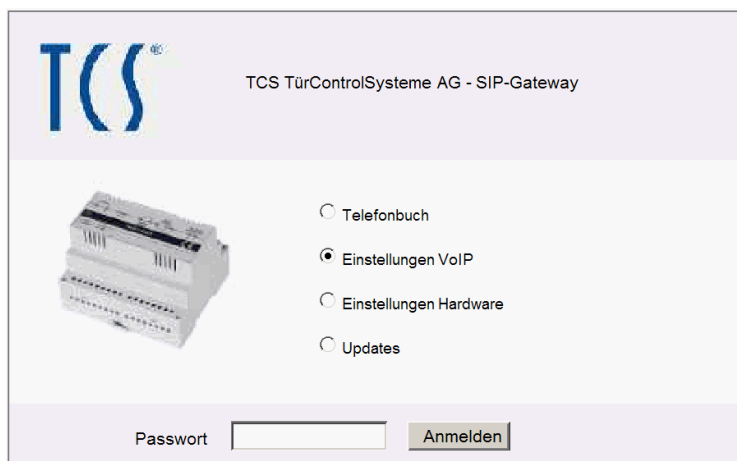 TCS®
TCS TürControlSysteme AG - SIP-Gateway
Telefonbuch
Einstellungen VoIP
Einstellungen Hardware
Updates
Passwort
Anmelden